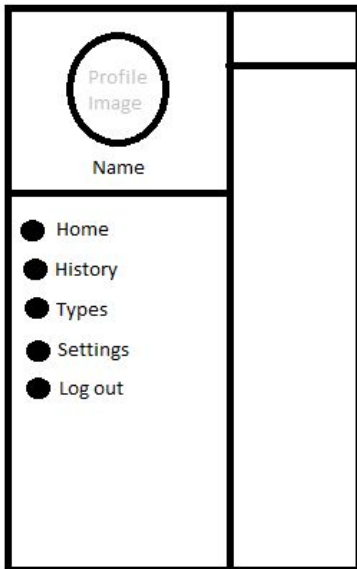 Profile
Image
Name
Home
History
Types
Settings
Log out